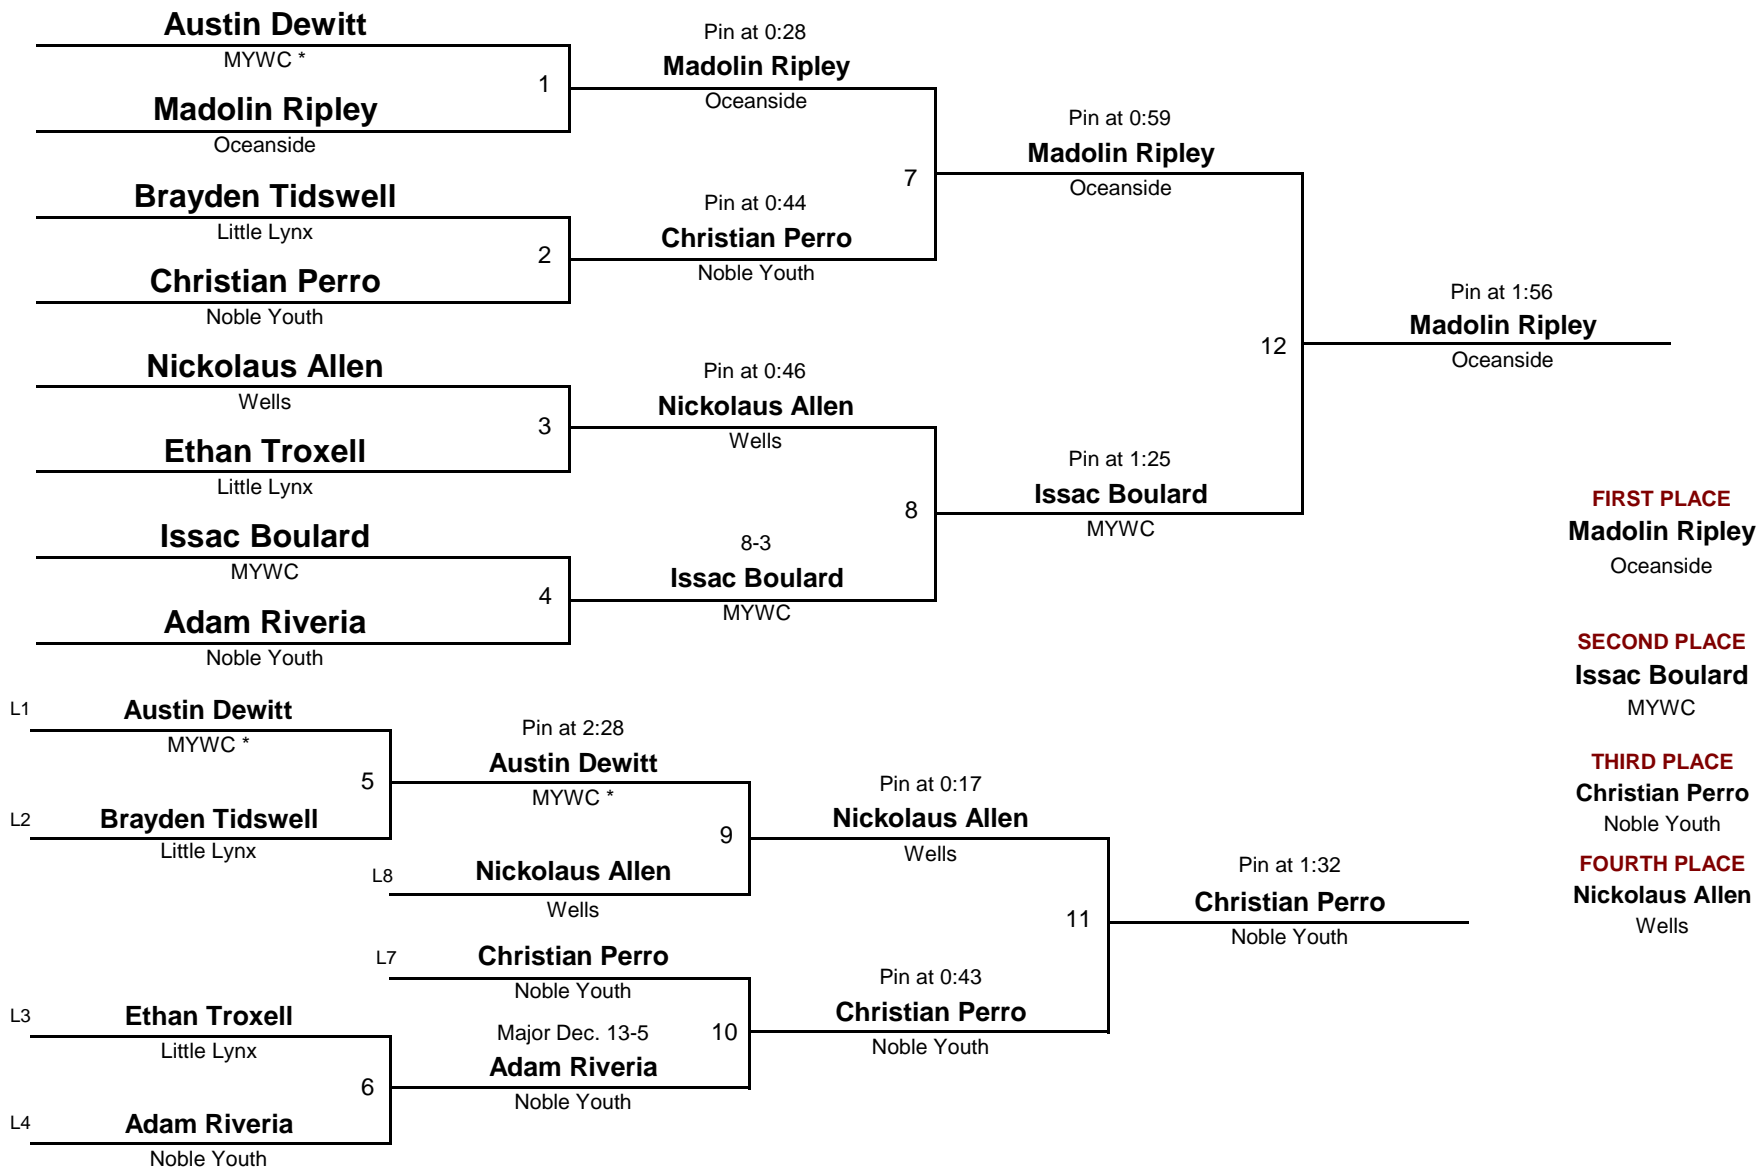 Austin Dewitt
MYWC *
1
Madolin Ripley
Oceanside
Brayden Tidswell
Little Lynx
2
Christian Perro
Noble Youth
Nickolaus Allen
Wells
3
Ethan Troxell
Little Lynx
Issac Boulard
MYWC
4
Adam Riveria
Noble Youth
Pin at 0:28
Madolin Ripley
Oceanside
7
Pin at 0:44
Christian Perro
Noble Youth
Pin at 0:46
Nickolaus Allen
Wells
8
8-3
Issac Boulard
MYWC
Pin at 0:59
Madolin Ripley
Oceanside
12
Pin at 1:25
Issac Boulard
MYWC
Pin at 1:56
Madolin Ripley
Oceanside
FIRST PLACE
Madolin Ripley
Oceanside
SECOND PLACE
Issac Boulard
MYWC
THIRD PLACE
Christian Perro
Noble Youth
FOURTH PLACE
Nickolaus Allen
Wells
L1 Austin Dewitt
MYWC *
5
L2 Brayden Tidswell
Little Lynx
L3 Ethan Troxell
Little Lynx
6
L4 Adam Riveria
Noble Youth
Pin at 2:28
Austin Dewitt
MYWC *
9
L8 Nickolaus Allen
Wells
L7 Christian Perro
Noble Youth
10
Major Dec. 13-5
Adam Riveria
Noble Youth
Pin at 0:17
Nickolaus Allen
Wells
11
Pin at 0:43
Christian Perro
Noble Youth
Pin at 1:32
Christian Perro
Noble Youth